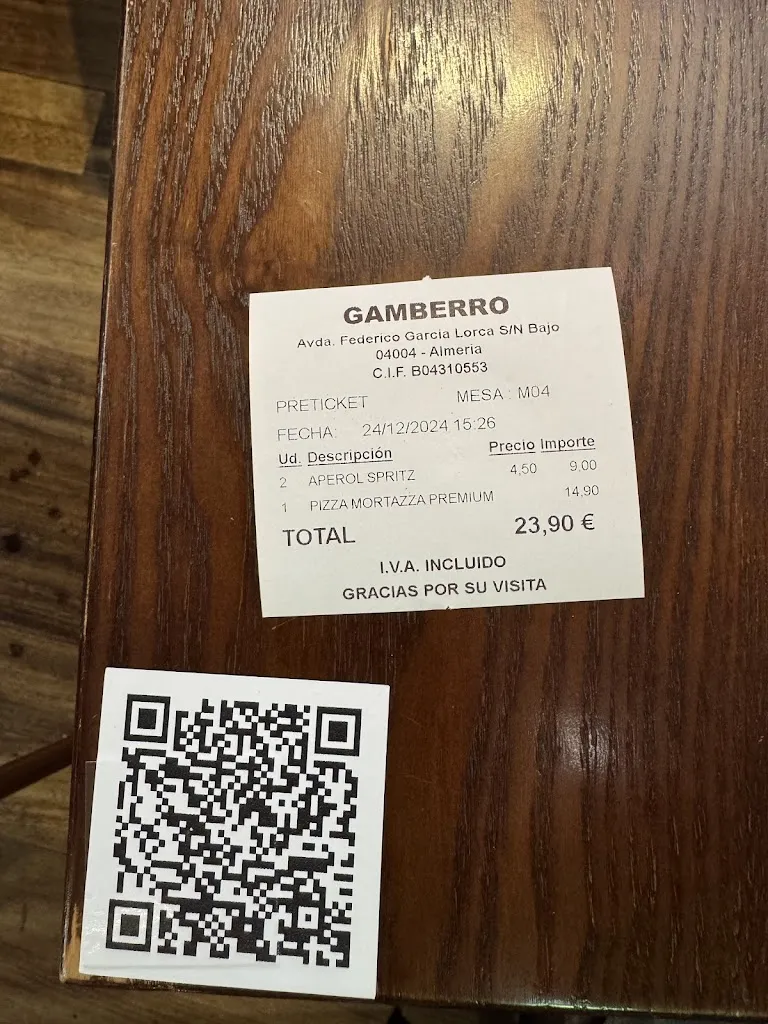 GAMBERRO
Avda. Federico Garcia Lorca S/N Bajo
04004 - Almeria
C.I.F. B04310553
PRETICKET MESA : M04
FECHA: 24/12/2024 15:26
Ud. Descripción Precio Importe
2 APEROL SPRITZ 4,50 9,00
1 PIZZA MORTAZZA PREMIUM 14,90
TOTAL 23,90 €
I.V.A. INCLUIDO
GRACIAS POR SU VISITA